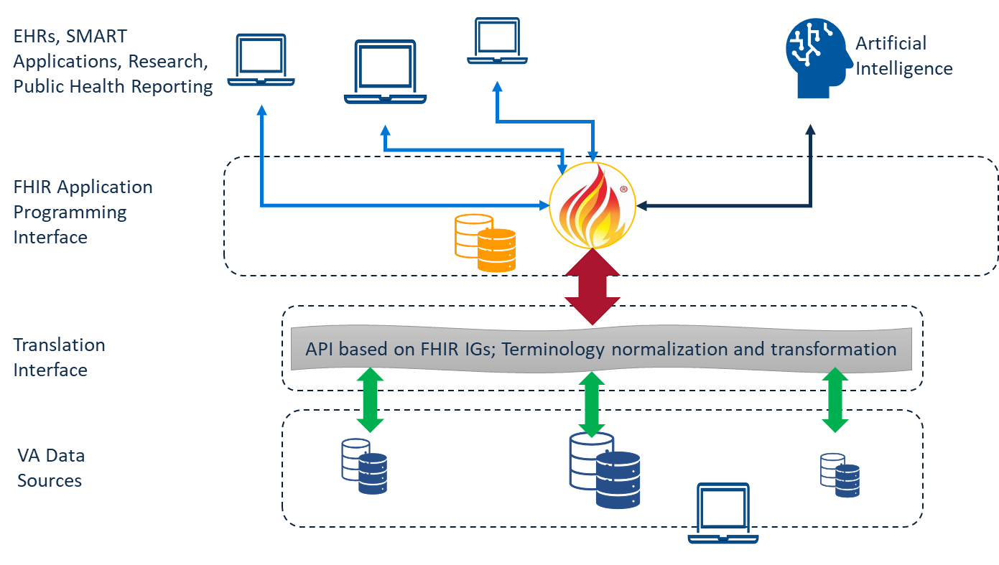 EHRs, SMART
Applications, Research,
Public Health Reporting
Artificial
Intelligence
FHIR Application
Programming
Interface
®
Translation
Interface
API based on FHIR IGs; Terminology normalization and transformation
VA Data
Sources